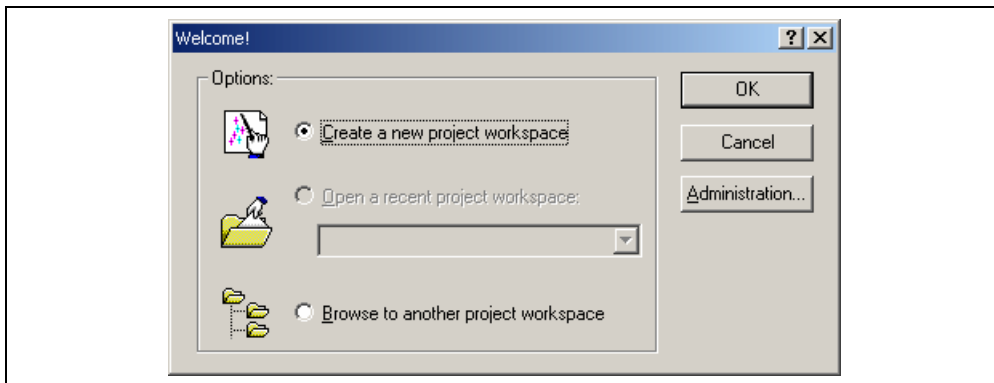 Welcome!
Options:
Create a new project workspace
Open a recent project workspace:
Browse to another project workspace
OK
Cancel
Administration...